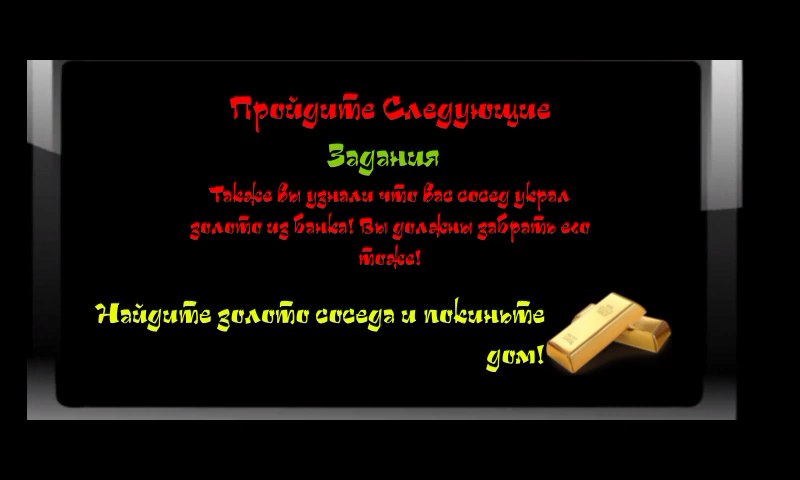 Пройдите Следующие
Задания
Также вы узнали что вас сосед украл
золото из банка! Вы должны забрать его
тоже!
Найдите золото соседа и покиньте
дом!